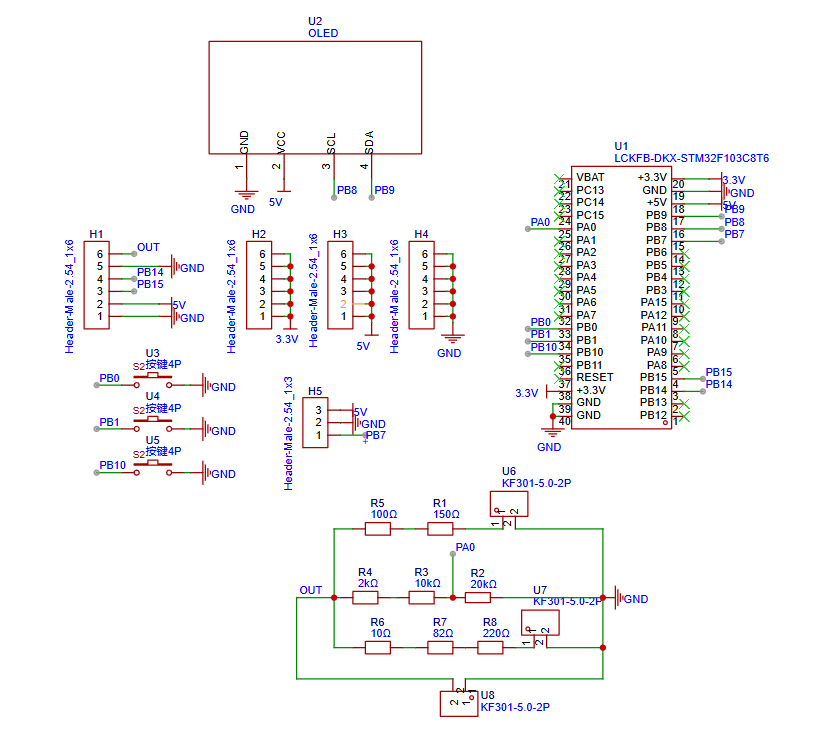 U2
OLED
GND
VCC
SCL
SDA
1
2
3
4
GND
5V
PB8
PB9
U1
LCKFB-DKX-STM32F103C8T6
VBAT
+3.3V
21
20
3.3V
PC13
GND
22
19
GND
PC14
+5V
23
18
5V
PC15
PB9
24
17
PB9
PA0
PA0
PB8
25
16
PB8
PA1
PB7
26
15
PB7
PA2
PB6
27
14
PA3
PB5
28
13
PA4
PB4
29
12
PA5
PB3
30
11
PA6
PA15
31
10
PA7
PA12
32
9
PB0
PB0
PA11
33
8
PB1
PB1
PA10
34
7
PB10
PB10
PA9
35
6
PB11
PA8
36
5
RESET
PB15
37
4
PB15
3.3V
+3.3V
PB14
38
3
PB14
GND
PB13
39
2
GND
PB12
40
1
GND
H1
Header-Male-2.54_1x6
6
5
4
3
2
1
OUT
GND
PB14
PB15
5V
GND
H2
Header-Male-2.54_1x6
6
5
4
3
2
1
3.3V
H3
Header-Male-2.54_1x6
6
5
4
3
2
1
5V
H4
Header-Male-2.54_1x6
6
5
4
3
2
1
GND
U3
S2按键4P
PB0
GND
U4
S2按键4P
PB1
GND
U5
S2按键4P
PB10
GND
H5
Header-Male-2.54_1x3
3
2
1
5V
GND
PB7
U6
KF301-5.0-2P
1
2
1
2
R5
100Ω
R1
150Ω
PA0
OUT
R4
2kΩ
R3
10kΩ
R2
20kΩ
U7
KF301-5.0-2P
1
2
1
2
GND
R6
10Ω
R7
82Ω
R8
220Ω
2
1
2
1
U8
KF301-5.0-2P